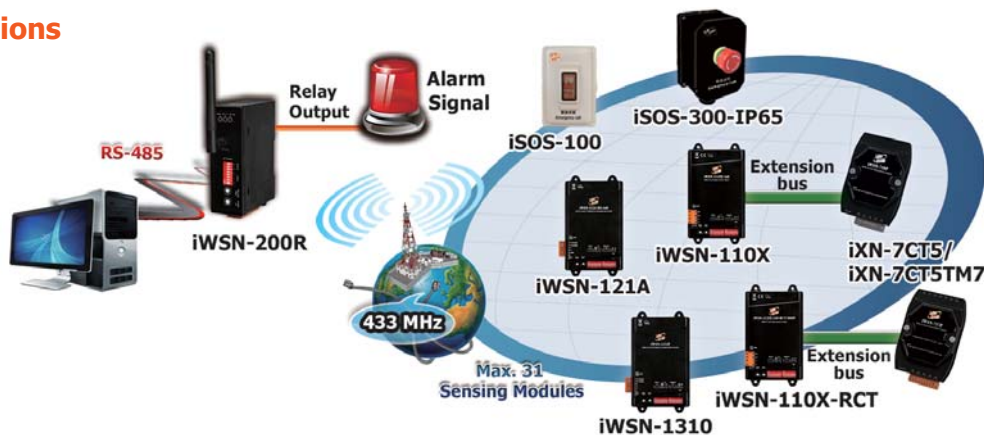 ions
Relay
Output
Alarm
Signal
RS-485
iWSN-200R
433 MHz
Max. 31
Sensing Modules
iSOS-100
iSOS-300-IP65
iWSN-121A
iWSN-110X
Extension
bus
iXN-7CT5/
iXN-7CT5TM7
iWSN-1310
iWSN-110X-RCT
Extension
bus